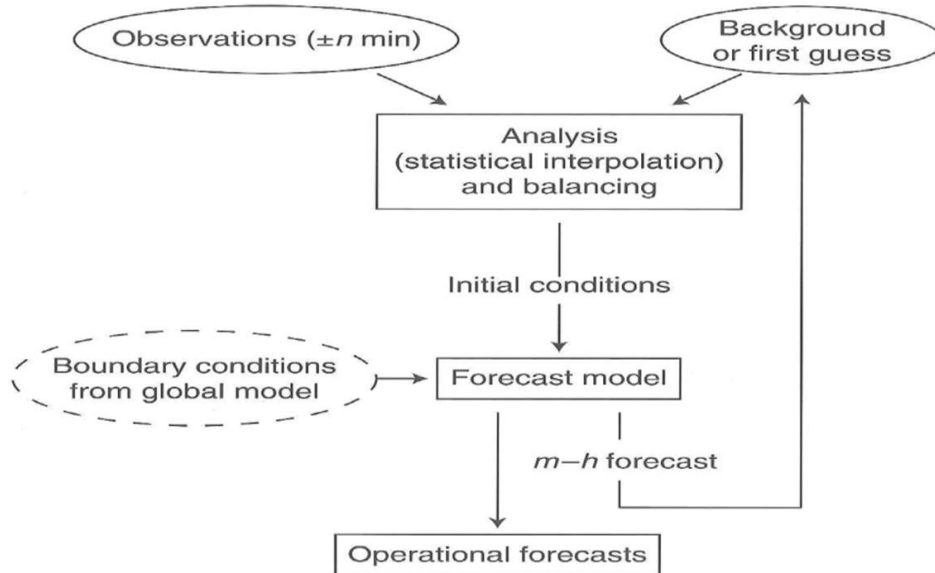 Observations (±n min)
Background
or first guess
Analysis
(statistical interpolation)
and balancing
Initial conditions
Boundary conditions
from global model
Forecast model
m–h forecast
Operational forecasts